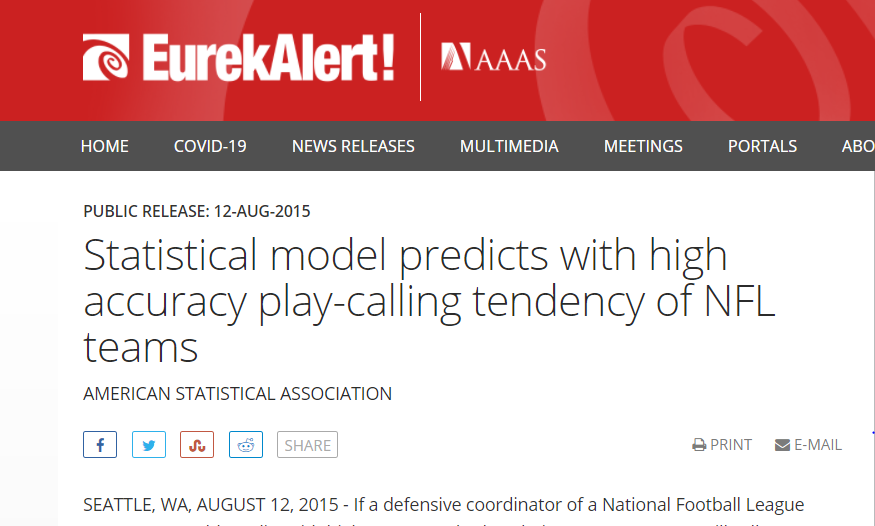 EurekAlert! AAAS
HOME COVID-19 NEWS RELEASES MULTIMEDIA MEETINGS PORTALS ABO
PUBLIC RELEASE: 12-AUG-2015
Statistical model predicts with high
accuracy play-calling tendency of NFL
teams
AMERICAN STATISTICAL ASSOCIATION
SHARE PRINT E-MAIL
SEATTLE, WA, AUGUST 12, 2015 - If a defensive coordinator of a National Football League